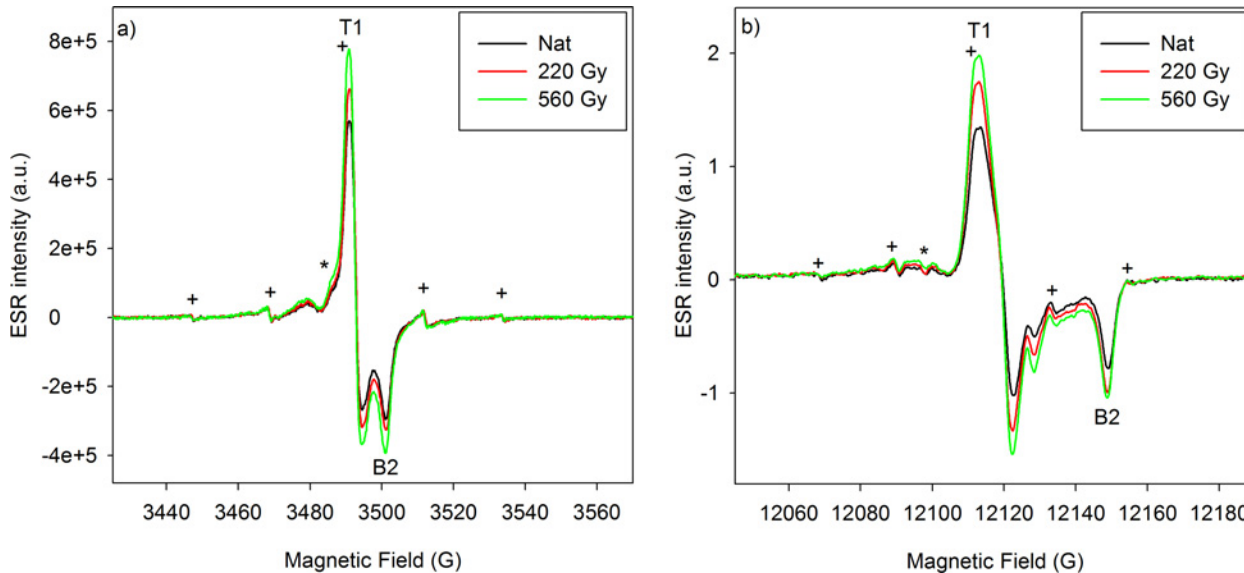 a)
T1
+
Nat
220 Gy
560 Gy
8e+5
6e+5
4e+5
2e+5
0
-2e+5
-4e+5
ESR intensity (a.u.)
+
+
*
+
+
B2
3440
3460
3480
3500
3520
3540
3560
Magnetic Field (G)
b)
T1
+
Nat
220 Gy
560 Gy
2
1
0
-1
ESR intensity (a.u.)
+
+
*
+
+
B2
12060
12080
12100
12120
12140
12160
12180
Magnetic Field (G)